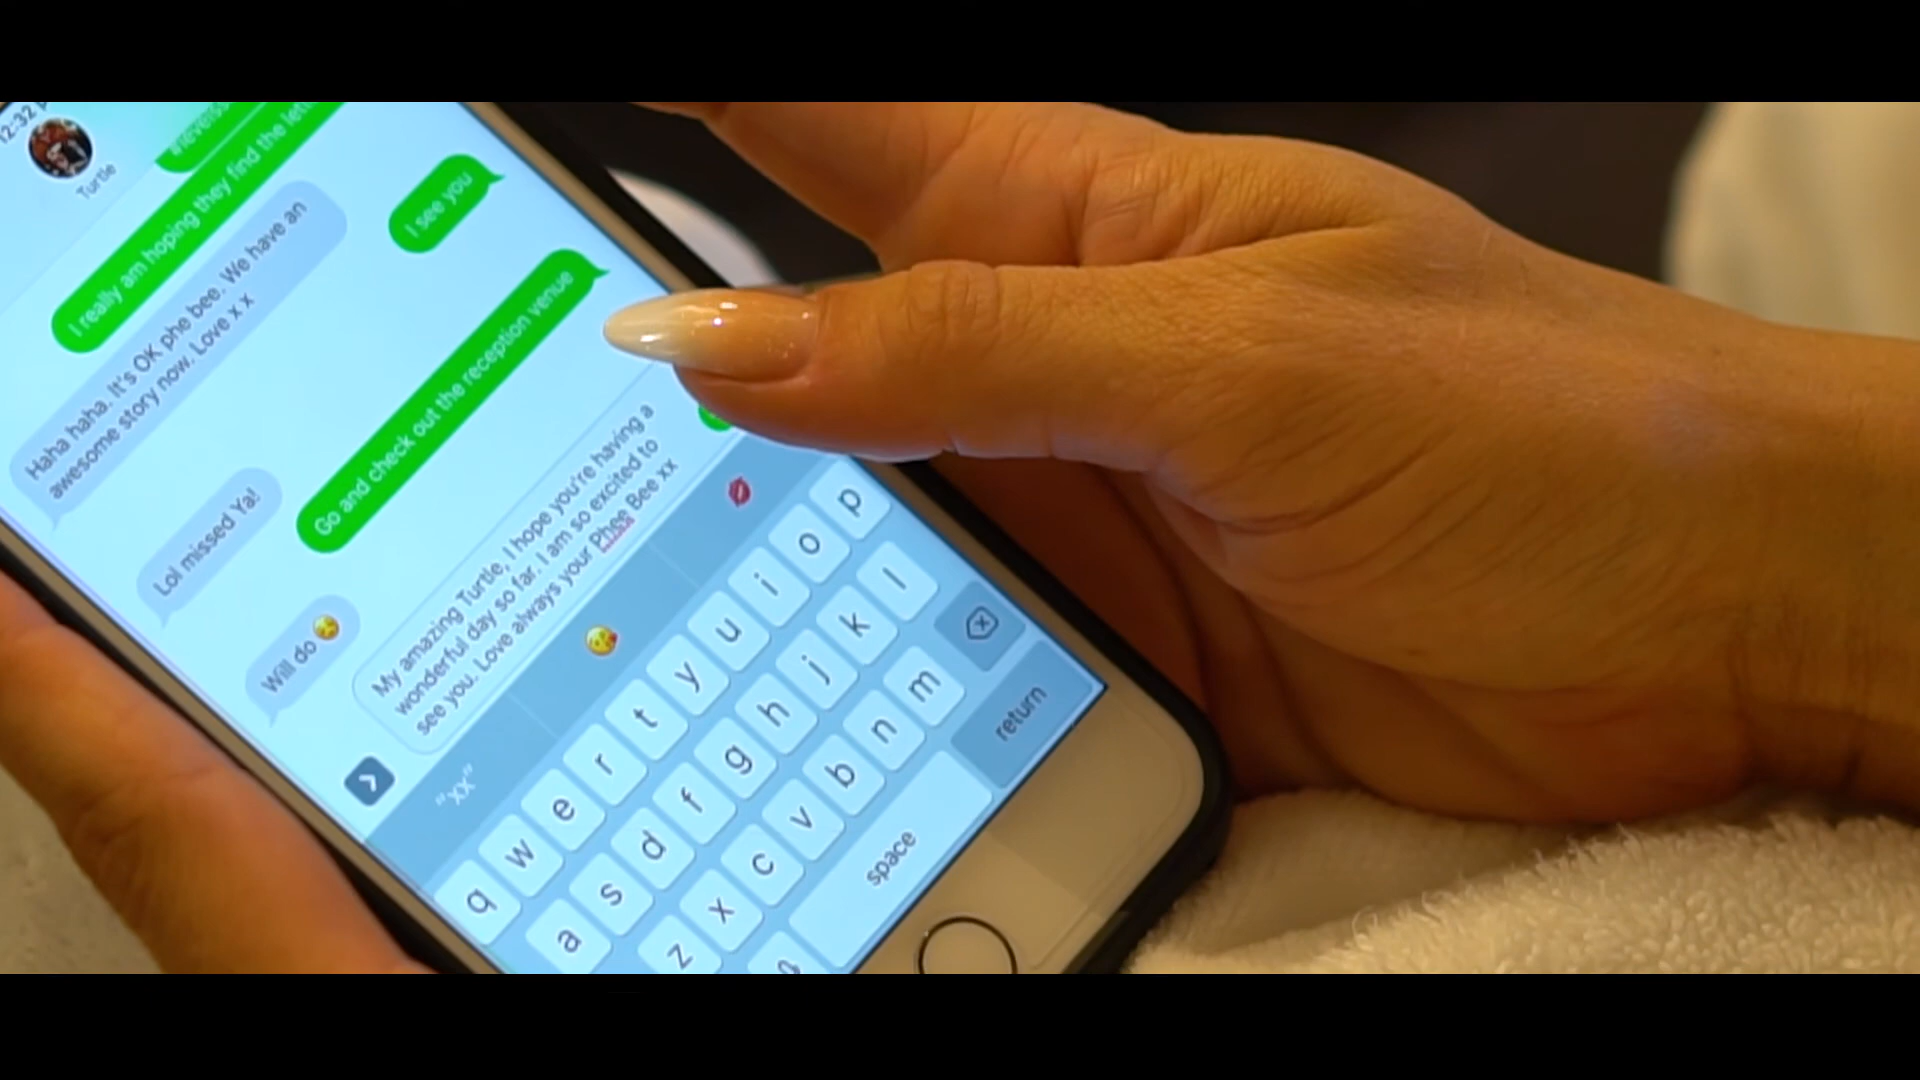 12:32
Turtle
I really am hoping they find the
Haha haha. It's OK phe bee. We have an
awesome story now. Love x x
I see you
Lol missed Ya!
Go and check out the reception venue
Will do
My amazing Turtle, I hope you're having a
wonderful day so far. I am so excited to
see you. Love always your Phee Bee xx
"xx"
q w e r t y u i o p
a s d f g h j k l
z x c v b n m
space return